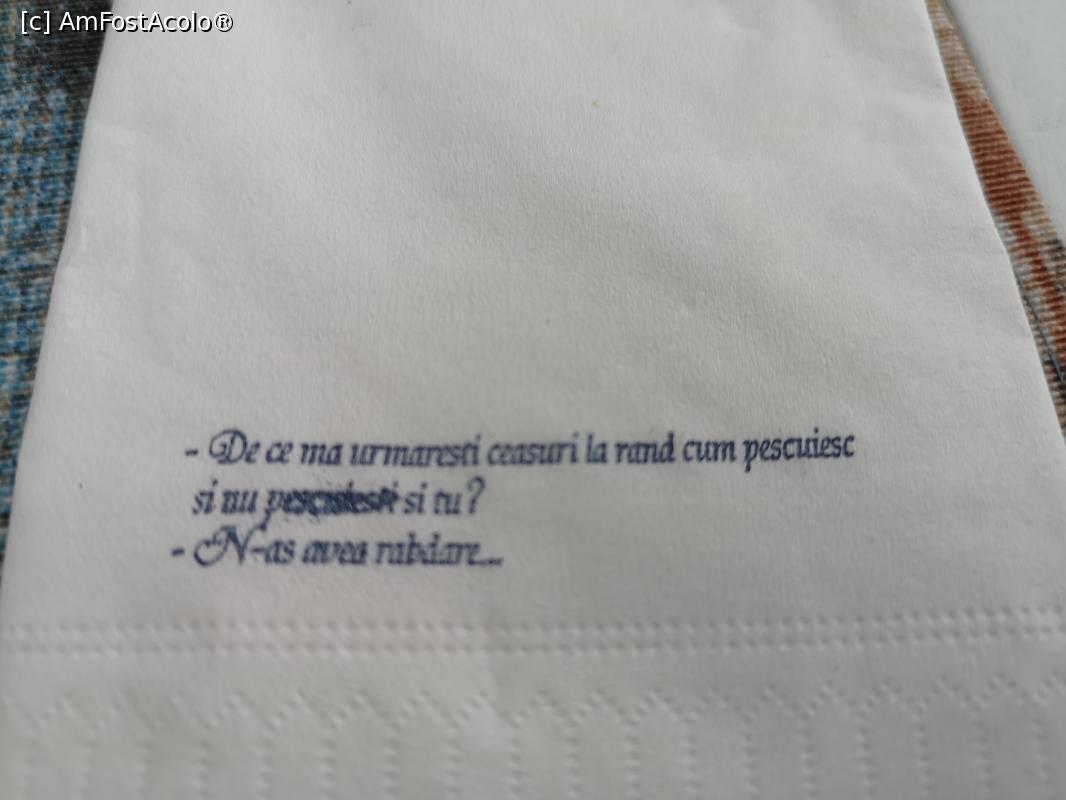 [c] AmFostAcolo®
- De ce ma urmaresti ceasuri la rand cum pescuiesc
si nu pescuiesti si tu?
- N-as avea rabdare...